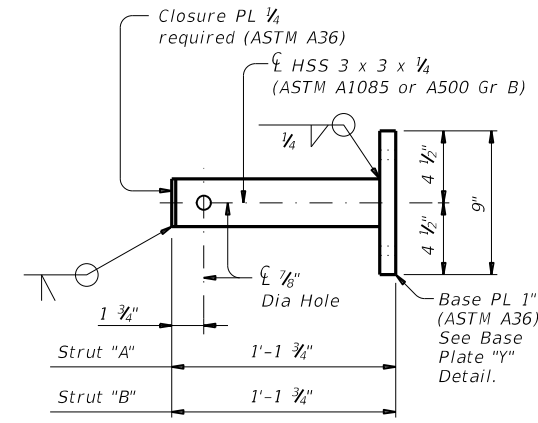 Closure PL ¼
required (ASTM A36)
℄ HSS 3 x 3 x ¼
(ASTM A1085 or A500 Gr B)
¼
4 ½"
9"
4 ½"
℄ ⅞"
Dia Hole
1 ¾"
Base PL 1"
(ASTM A36)
See Base
Plate "Y"
Detail.
Strut "A"
1'-1 ¾"
Strut "B"
1'-1 ¾"